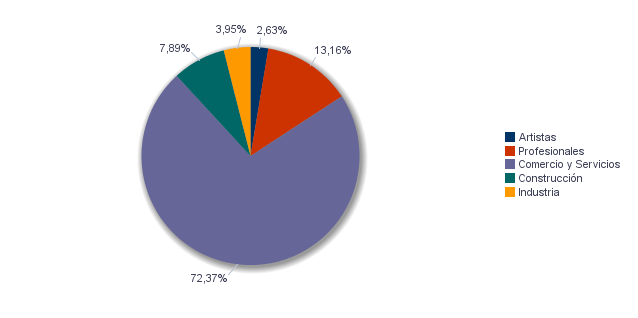 3,95%
2,63%
7,89%
13,16%
72,37%
Artistas
Profesionales
Comercio y Servicios
Construcción
Industria